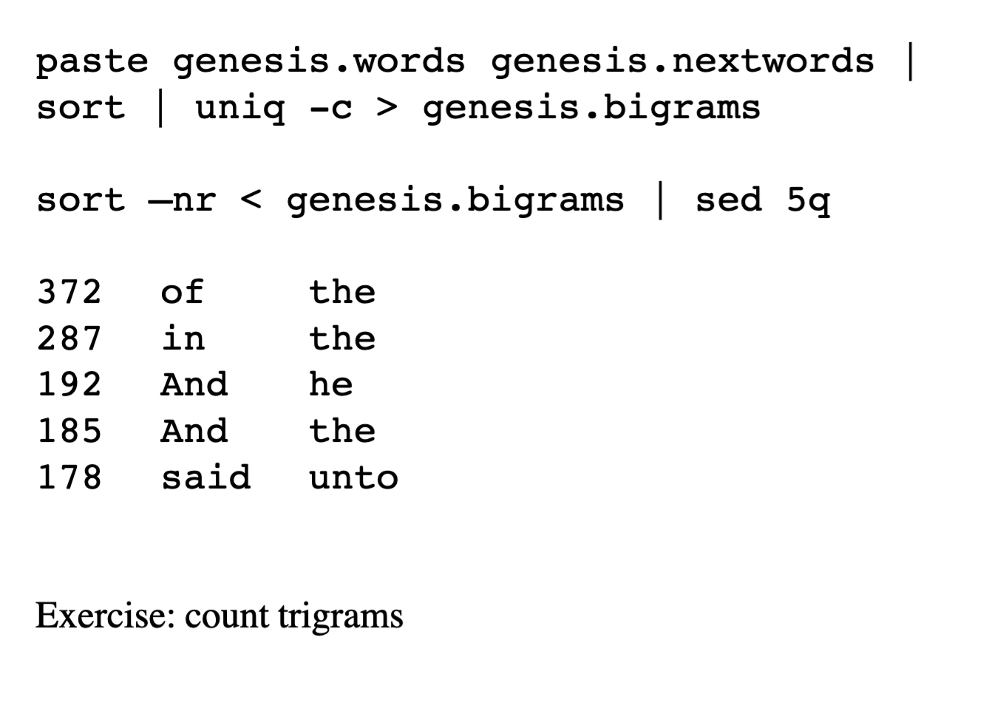 paste genesis.words genesis.nextwords |
sort | uniq -c > genesis.bigrams
sort –nr < genesis.bigrams | sed 5q
372 of the
287 in the
192 And he
185 And the
178 said unto
Exercise: count trigrams